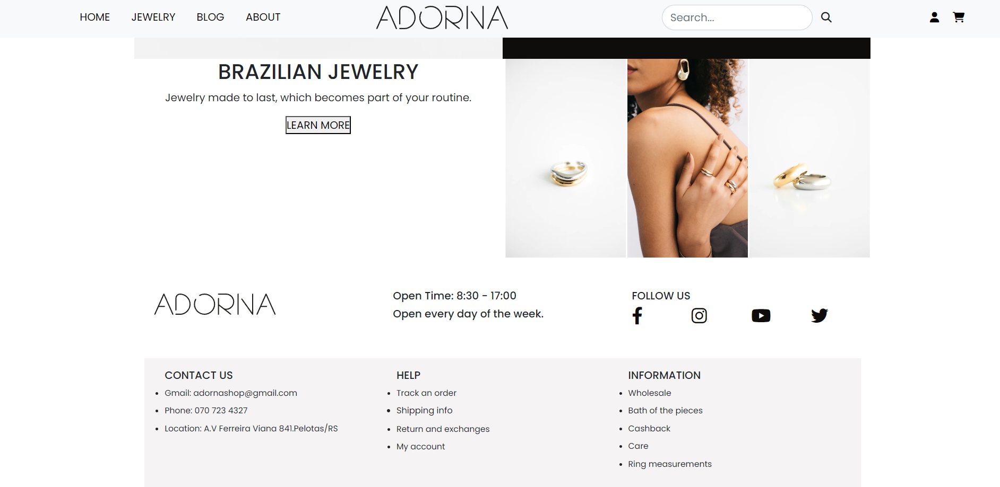 HOME JEWELRY BLOG ABOUT ADORNA Search...
BRAZILIAN JEWELRY
Jewelry made to last, which becomes part of your routine.
LEARN MORE
ADORNA
Open Time: 8:30 - 17:00
Open every day of the week.
FOLLOW US
CONTACT US
Gmail: adornashop@gmail.com
Phone: 070 723 4327
Location: A.V Ferreira Viana 841.Pelotas/RS
HELP
Track an order
Shipping info
Return and exchanges
My account
INFORMATION
Wholesale
Bath of the pieces
Cashback
Care
Ring measurements